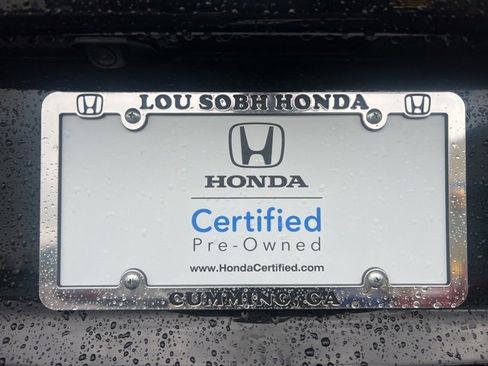 LOU SOBH HONDA
HONDA
Certified
Pre-Owned
www.HondaCertified.com
CUMMING, GA